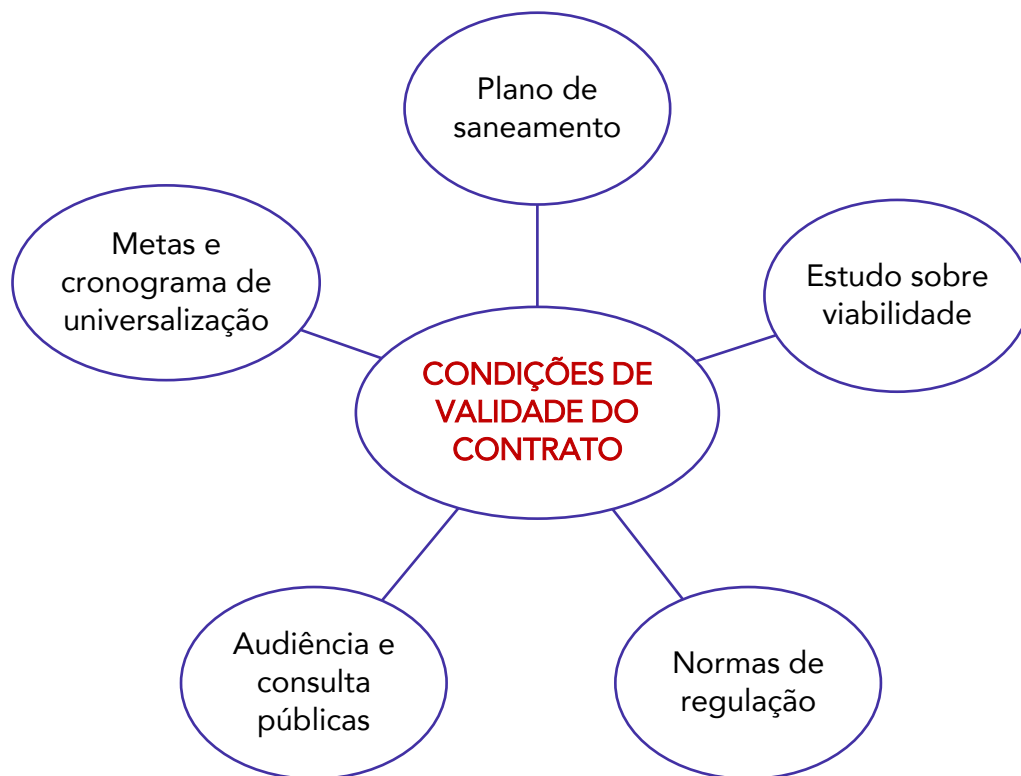 Plano de
saneamento
Metas e
cronograma de
universalização
Estudo sobre
viabilidade
CONDIÇÕES DE
VALIDADE DO
CONTRATO
Audiência e
consulta
públicas
Normas de
regulação